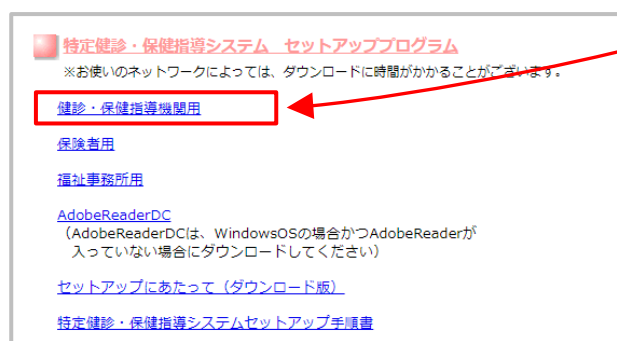 特定健診・保健指導システム セットアッププログラム
※お使いのネットワークによっては、ダウンロードに時間がかかることがございます。
健診・保健指導機関用
保険者用
福祉事務所用
AdobeReaderDC
（AdobeReaderDCは、WindowsOSの場合かつAdobeReaderが
入っていない場合にダウンロードしてください）
セットアップにあたって（ダウンロード版）
特定健診・保健指導システムセットアップ手順書